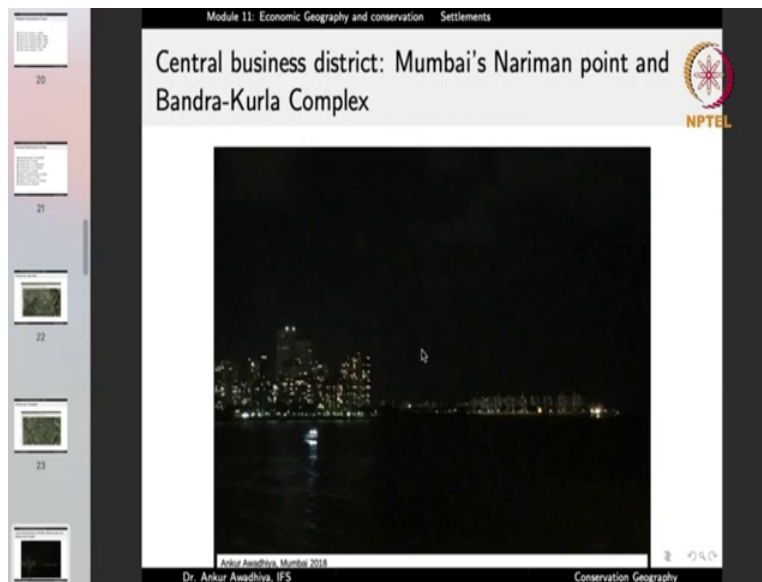 Module 11: Economic Geography and conservation Settlements
Central business district: Mumbai's Nariman point and
Bandra-Kurla Complex
NPTEL
20
21
22
23
Ankur Awadhiya, Mumbai 2018
Dr. Ankur Awadhiya, IFS Conservation Geography